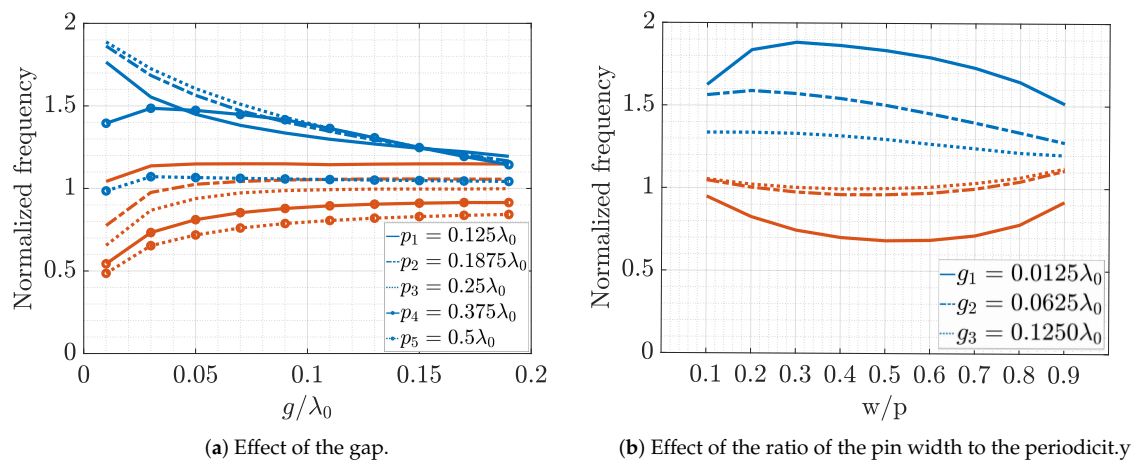 2
1.5
1
0.5
0
Normalized frequency
p₁ = 0.125λ₀
p₂ = 0.1875λ₀
p₃ = 0.25λ₀
p₄ = 0.375λ₀
p₅ = 0.5λ₀
0 0.05 0.1 0.15 0.2
g/λ₀
(a) Effect of the gap.
2
1.5
1
0.5
0
Normalized frequency
g₁ = 0.0125λ₀
g₂ = 0.0625λ₀
g₃ = 0.1250λ₀
0.1 0.2 0.3 0.4 0.5 0.6 0.7 0.8 0.9
w/p
(b) Effect of the ratio of the pin width to the periodicit.y